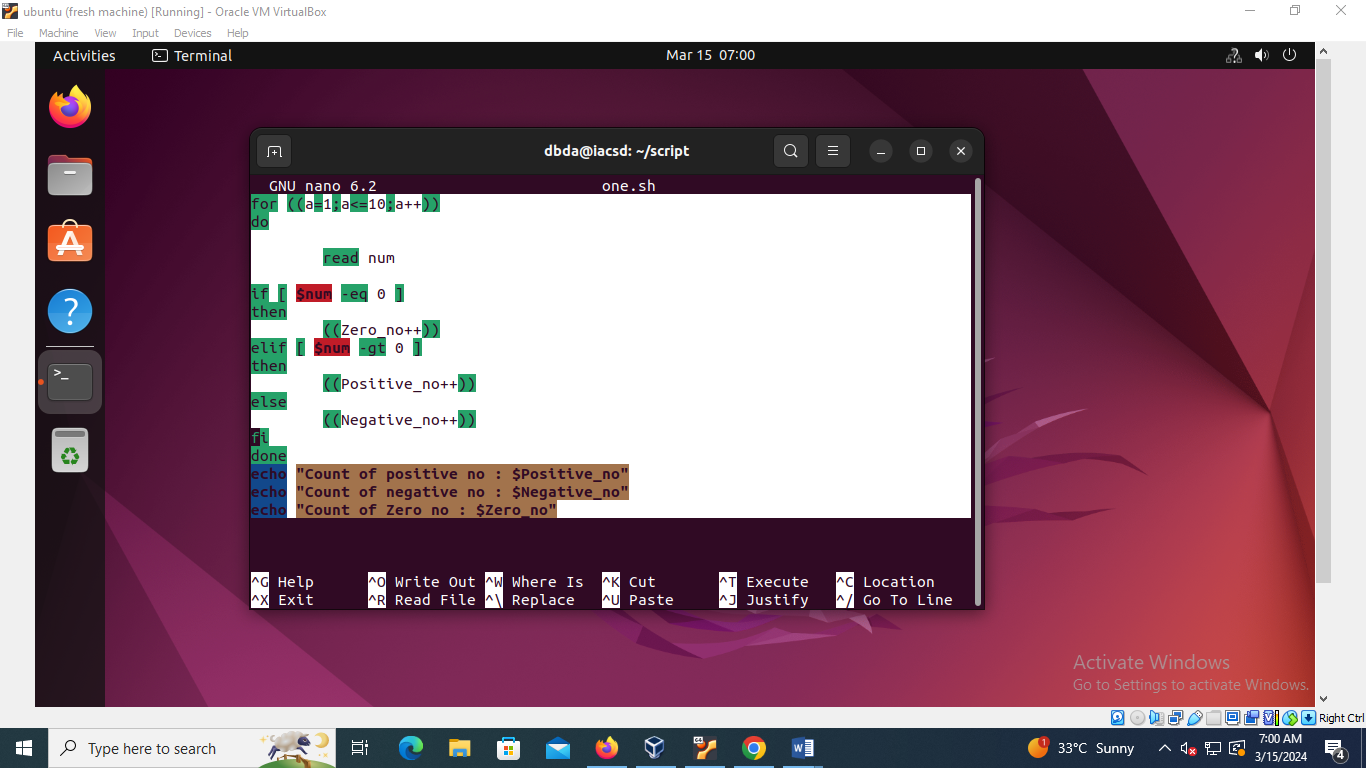 ubuntu (fresh machine) [Running] - Oracle VM VirtualBox
File Machine View Input Devices Help
Activities Terminal Mar 15 07:00
dbda@iacsd: ~/script
GNU nano 6.2 one.sh
for ((a=1;a<=10;a++))
do
read num
if [ $num -eq 0 ]
then
((Zero_no++))
elif [ $num -gt 0 ]
then
((Positive_no++))
else
((Negative_no++))
fi
done
echo "Count of positive no : $Positive_no"
echo "Count of negative no : $Negative_no"
echo "Count of Zero no : $Zero_no"
^G Help ^O Write Out ^W Where Is ^K Cut ^T Execute ^C Location
^X Exit ^R Read File ^\ Replace ^U Paste ^J Justify ^/ Go To Line
Activate Windows
Go to Settings to activate Windows.
Right Ctrl
Type here to search
1 33°C Sunny
7:00 AM
3/15/2024
4